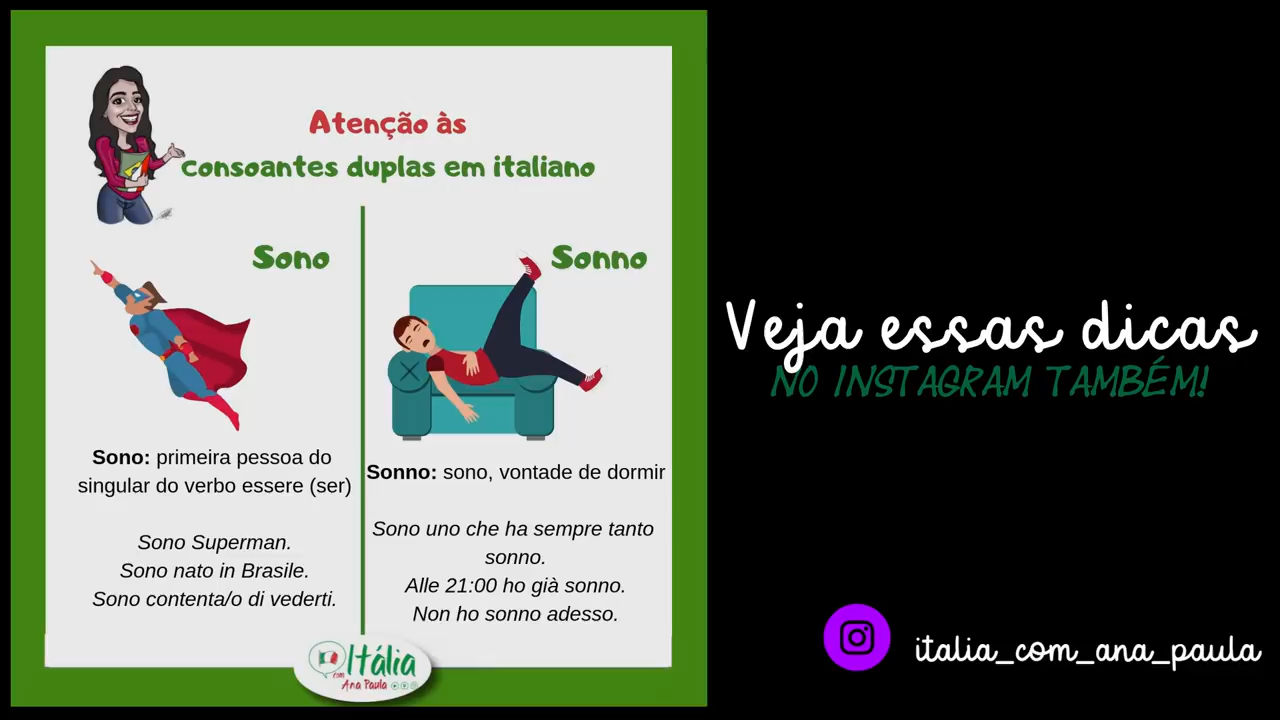 Atenção às
consoantes duplas em italiano
Sono
Sono: primeira pessoa do
singular do verbo essere (ser)
Sono Superman.
Sono nato in Brasile.
Sono contenta/o di vederti.
Sonno
Sonno: sono, vontade de dormir
Sono uno che ha sempre tanto
sonno.
Alle 21:00 ho già sonno.
Non ho sonno adesso.
Itália
com
Ana Paula
Veja essas dicas
NO INSTAGRAM TAMBÉM!
italia_com_ana_paula